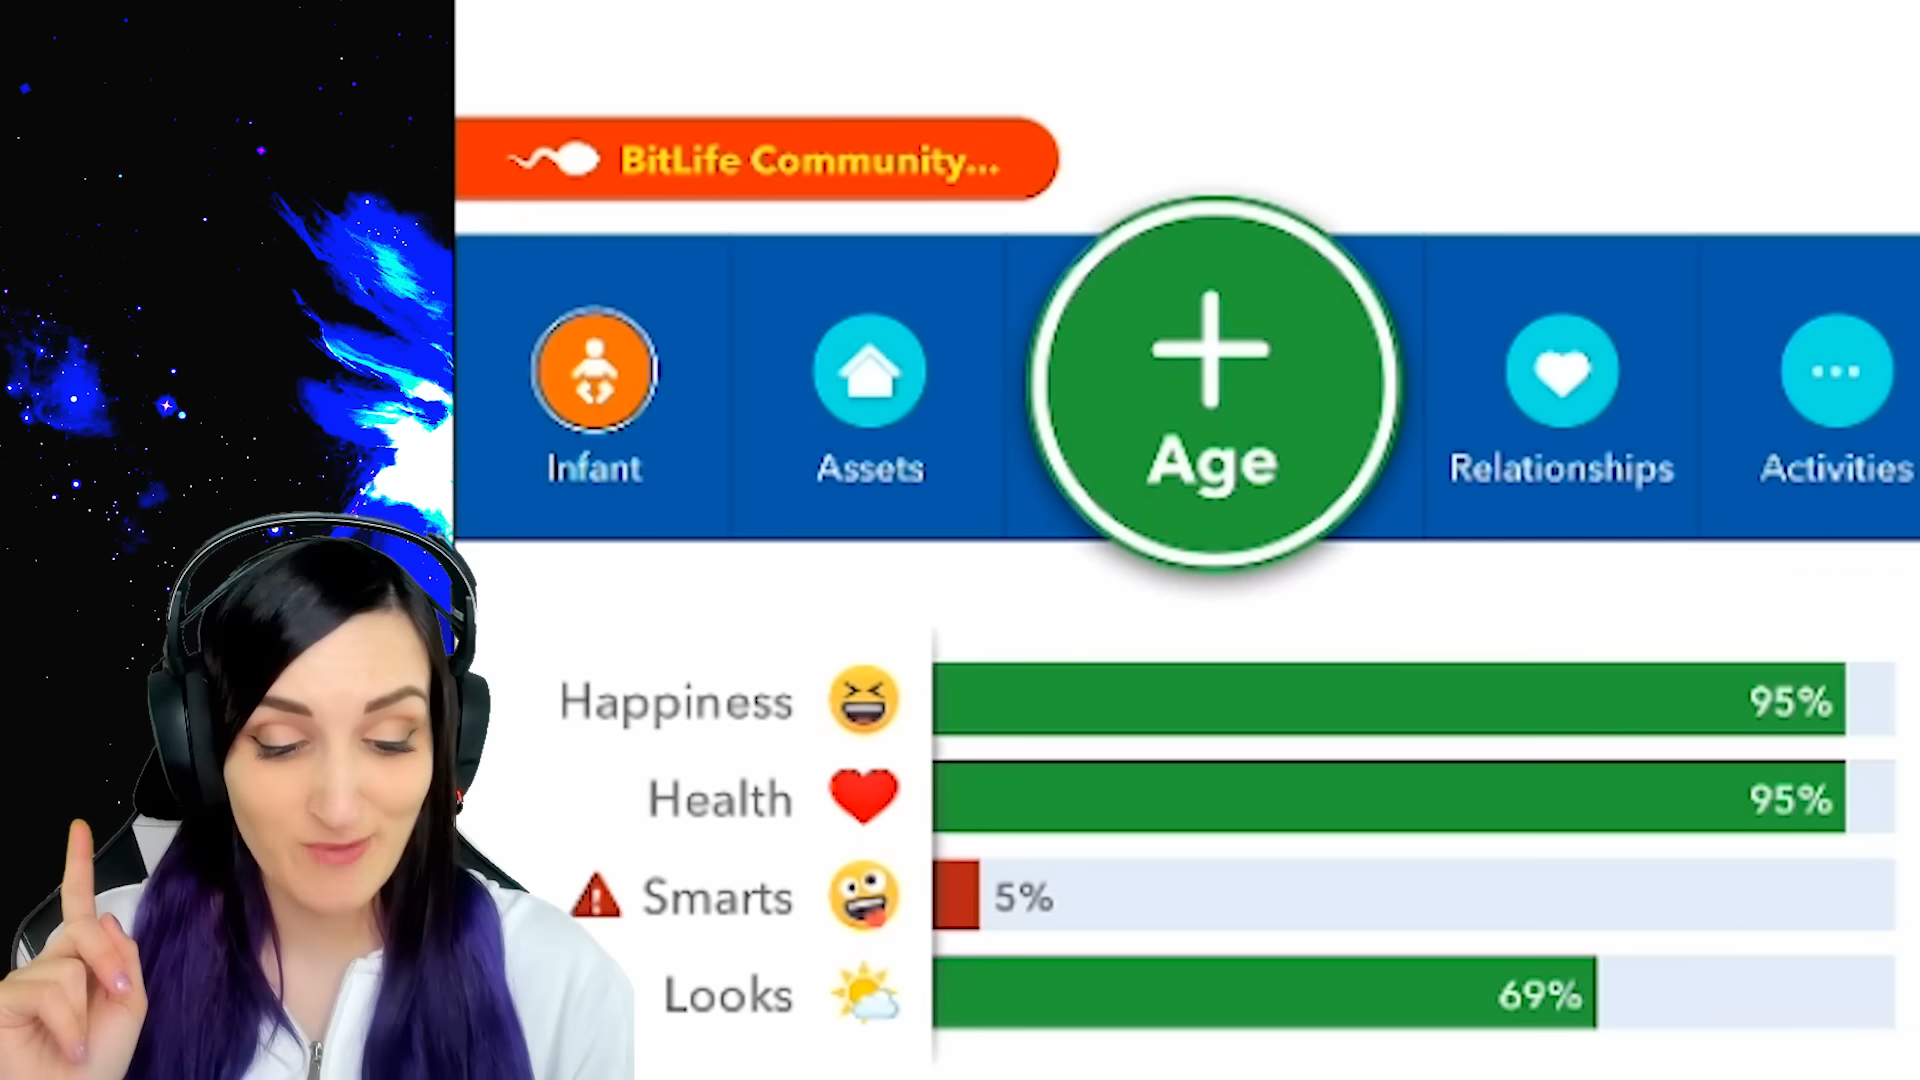 BitLife Community...
Infant
Assets
Age
Relationships
Activities
Happiness 95%
Health 95%
Smarts 5%
Looks 69%